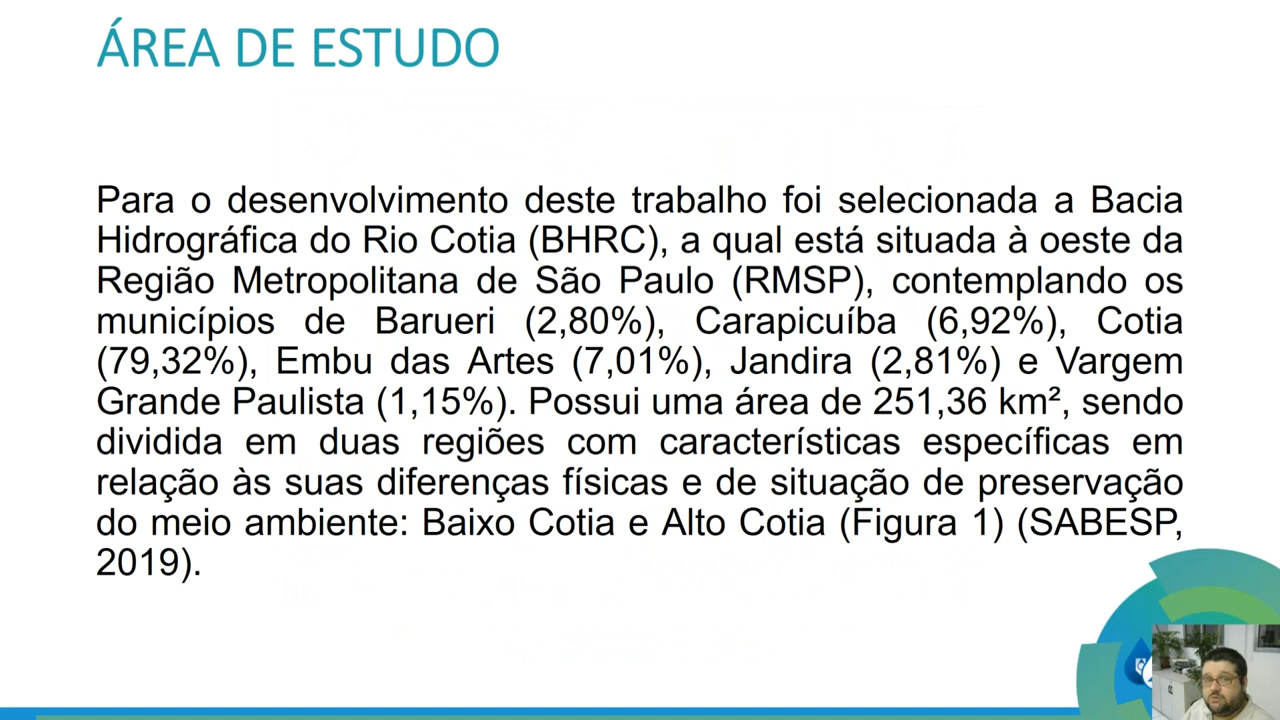 ÁREA DE ESTUDO
Para o desenvolvimento deste trabalho foi selecionada a Bacia
Hidrográfica do Rio Cotia (BHRC), a qual está situada à oeste da
Região Metropolitana de São Paulo (RMSP), contemplando os
municípios de Barueri (2,80%), Carapicuíba (6,92%), Cotia
(79,32%), Embu das Artes (7,01%), Jandira (2,81%) e Vargem
Grande Paulista (1,15%). Possui uma área de 251,36 km², sendo
dividida em duas regiões com características específicas em
relação às suas diferenças físicas e de situação de preservação
do meio ambiente: Baixo Cotia e Alto Cotia (Figura 1) (SABESP,
2019).